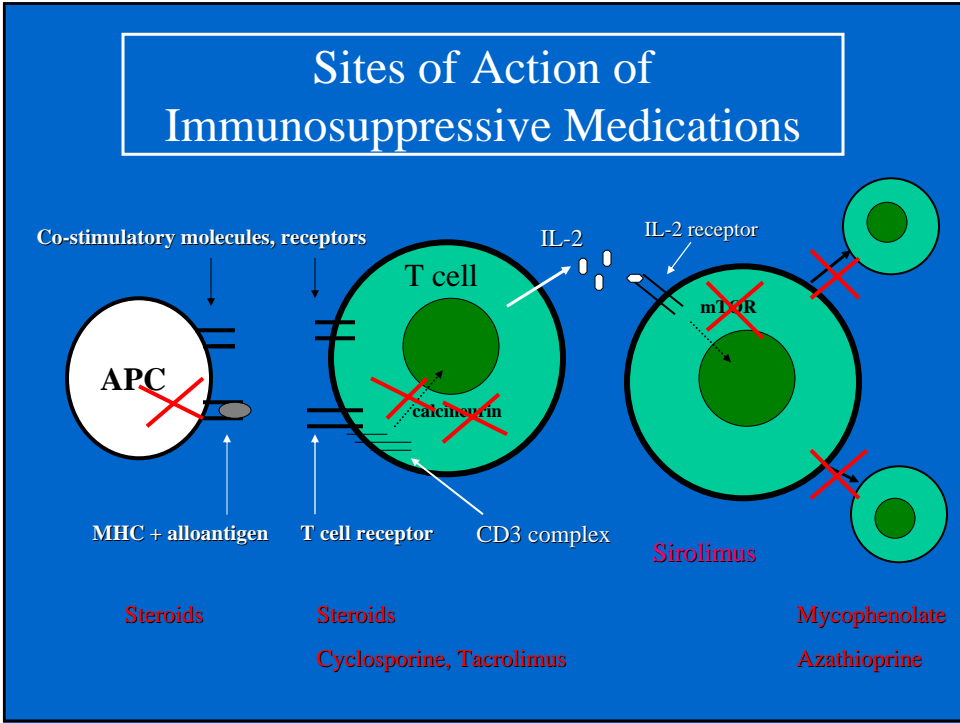 Sites of Action of
Immunosuppressive Medications
Co-stimulatory molecules, receptors
IL-2
IL-2 receptor
T cell
mTOR
APC
calcineurin
MHC + alloantigen
T cell receptor
CD3 complex
Sirolimus
Steroids
Steroids
Mycophenolate
Cyclosporine, Tacrolimus
Azathioprine